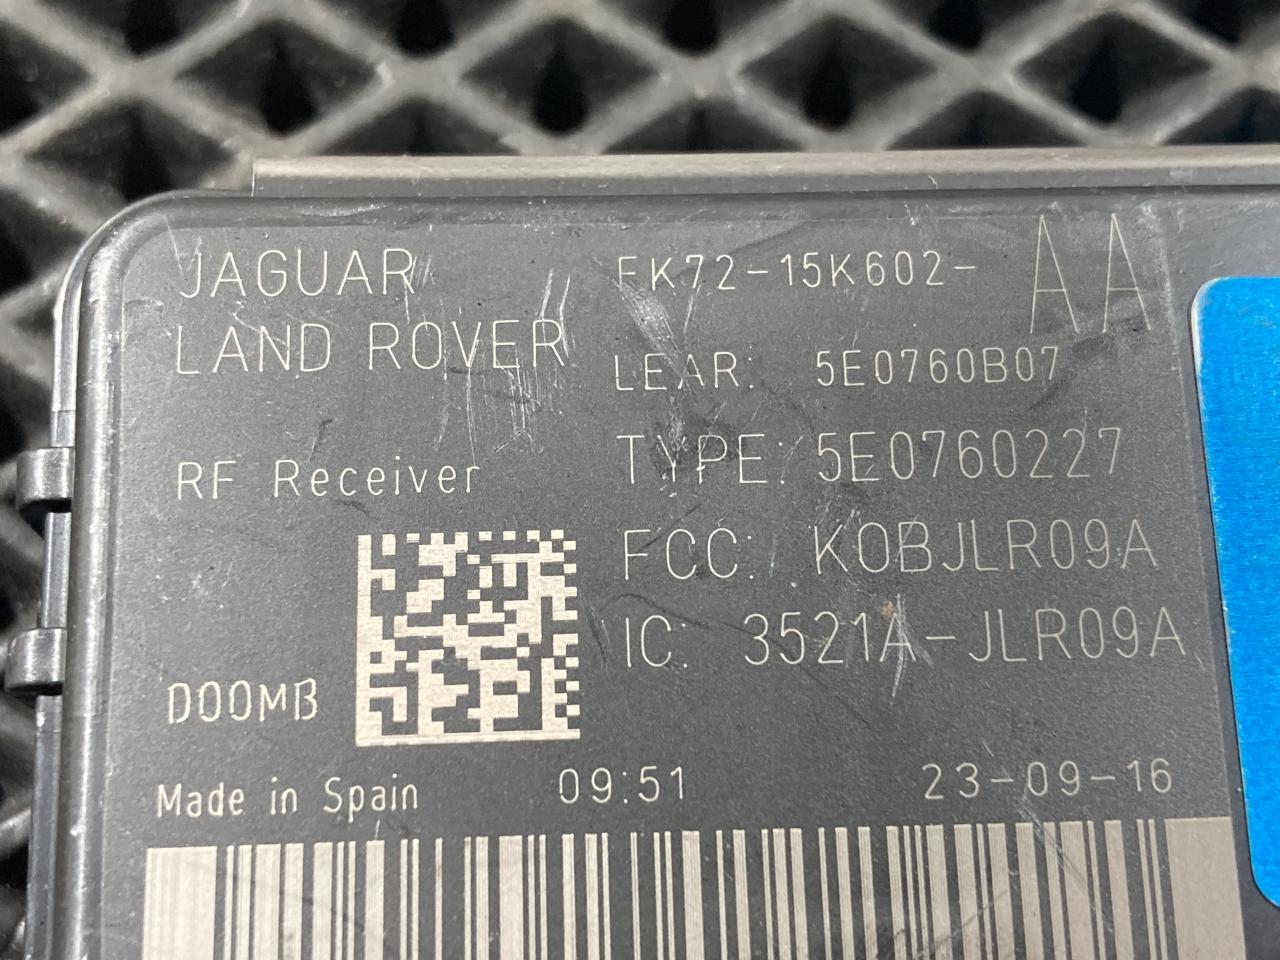 JAGUAR
LAND ROVER
RF Receiver
D00MB
Made in Spain
FK72-15K602-AA
LEAR: 5E0760B07
TYPE: 5E0760227
FCC: KOBJLR09A
IC: 3521A-JLR09A
09:51 23-09-16